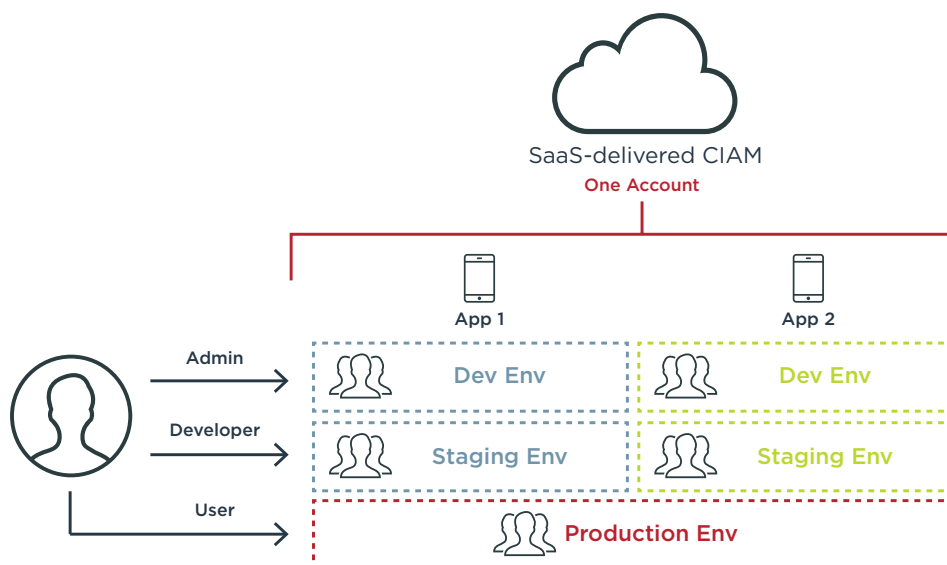 SaaS-delivered CIAM
One Account
App 1
App 2
Admin
Dev Env
Dev Env
Developer
Staging Env
Staging Env
User
Production Env